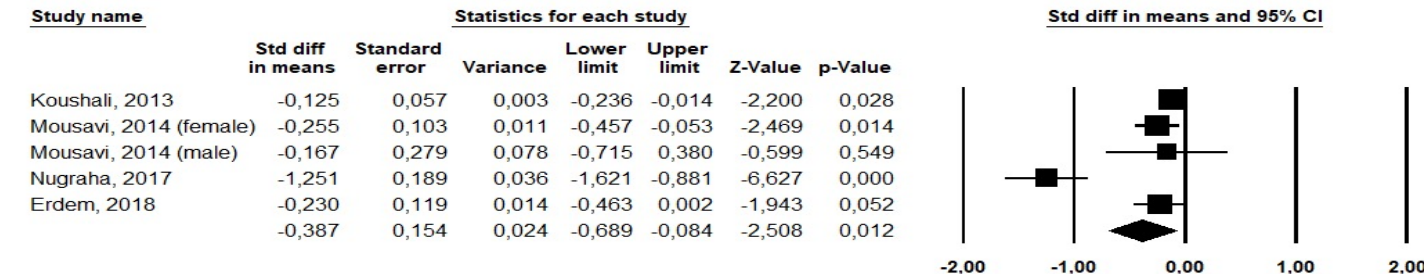 Study name Statistics for each study Std diff in means and 95% CI
Std diff Standard Lower Upper
in means error Variance limit limit Z-Value p-Value
Koushali, 2013 -0,125 0,057 0,003 -0,236 -0,014 -2,200 0,028
Mousavi, 2014 (female) -0,255 0,103 0,011 -0,457 -0,053 -2,469 0,014
Mousavi, 2014 (male) -0,167 0,279 0,078 -0,715 0,380 -0,599 0,549
Nugraha, 2017 -1,251 0,189 0,036 -1,621 -0,881 -6,627 0,000
Erdem, 2018 -0,230 0,119 0,014 -0,463 0,002 -1,943 0,052
-0,387 0,154 0,024 -0,689 -0,084 -2,508 0,012
-2,00 -1,00 0,00 1,00 2,00